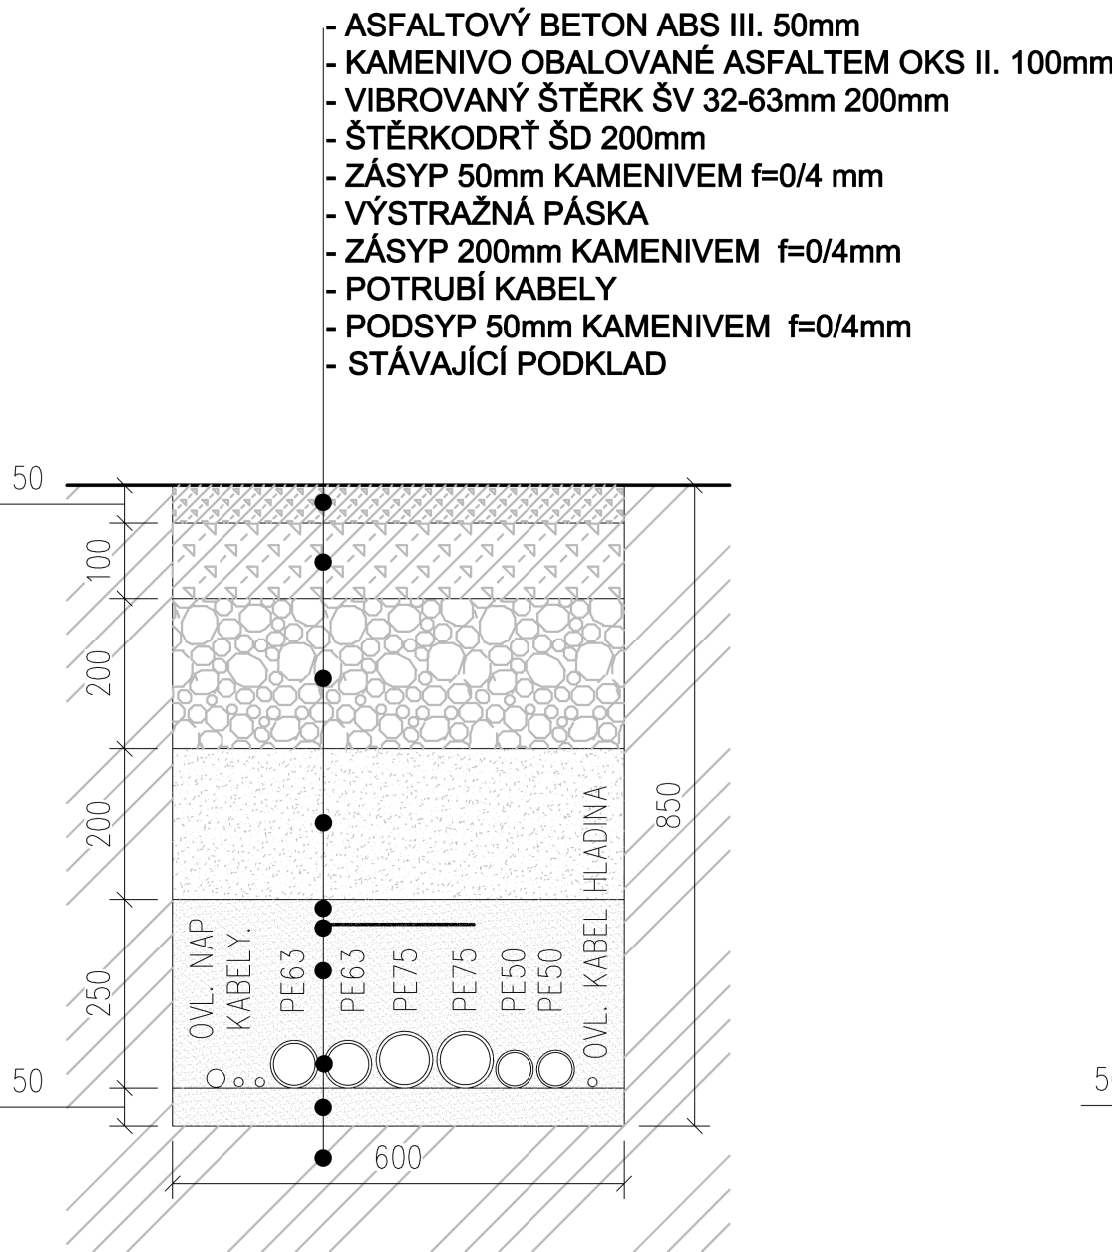 - ASFALTOVÝ BETON ABS III. 50mm
- KAMENIVO OBALOVANÉ ASFALTEM OKS II. 100mm
- VIBROVANÝ ŠTĚRK ŠV 32-63mm 200mm
- ŠTĚRKODRŤ ŠD 200mm
- ZÁSYP 50mm KAMENIVEM f=0/4 mm
- VÝSTRAŽNÁ PÁSKA
- ZÁSYP 200mm KAMENIVEM f=0/4mm
- POTRUBÍ KABELY
- PODSYP 50mm KAMENIVEM f=0/4mm
- STÁVAJÍCÍ PODKLAD
50
100
200
200
250
50
850
OVL. NAP
KABELY.
PE63
PE63
PE75
PE75
PE50
PE50
OVL. KABEL HLADINA
600